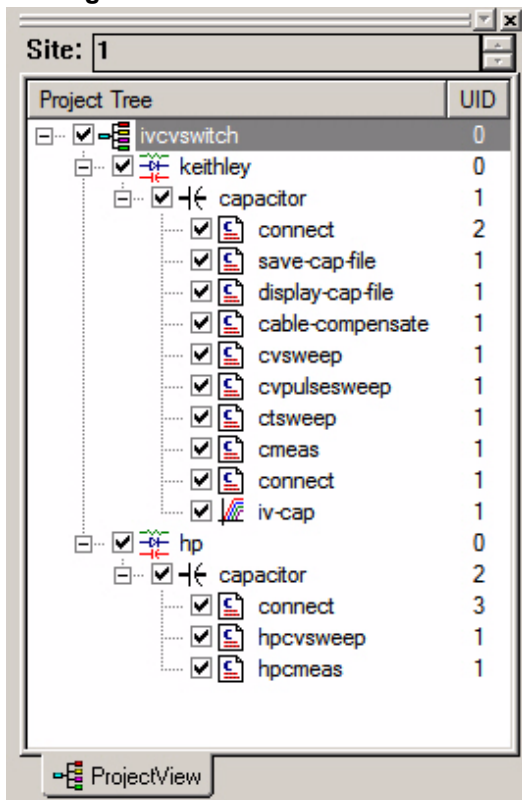 Site: 1
Project Tree UID
ivcvswitch 0
keithley 0
capacitor 1
connect 2
save-cap-file 1
display-cap-file 1
cable-compensate 1
cvsweep 1
cvpulsesweep 1
ctsweep 1
cmeas 1
connect 1
iv-cap 1
hp 0
capacitor 2
connect 3
hpcvsweep 1
hpcmeas 1
ProjectView